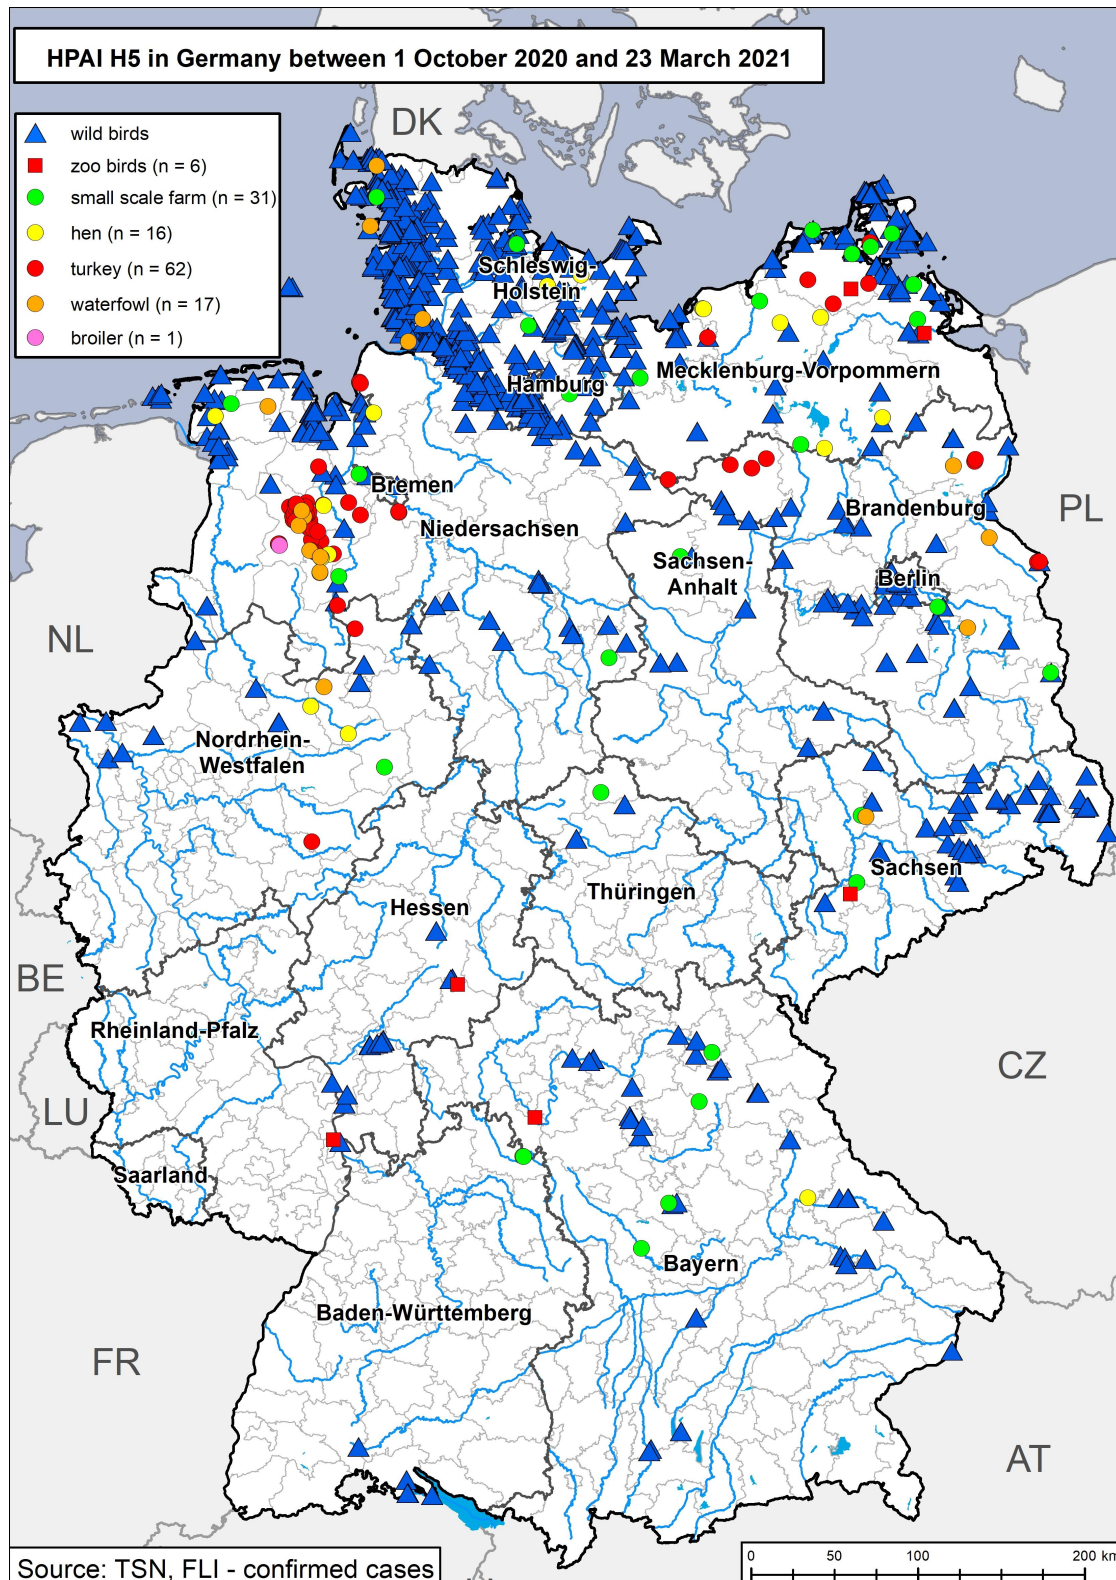 HPAI H5 in Germany between 1 October 2020 and 23 March 2021
DK
wild birds
zoo birds (n = 6)
small scale farm (n = 31)
hen (n = 16)
turkey (n = 62)
waterfowl (n = 17)
broiler (n = 1)
Schleswig-
Holstein
Hamburg
Mecklenburg-Vorpommern
Bremen
Niedersachsen
Brandenburg
PL
Sachsen-
Anhalt
Berlin
NL
Nordrhein-
Westfalen
Sachsen
Thüringen
Hessen
BE
Rheinland-Pfalz
CZ
LU
Saarland
Bayern
Baden-Württemberg
FR
AT
Source: TSN, FLI - confirmed cases
0 50 100 200 km